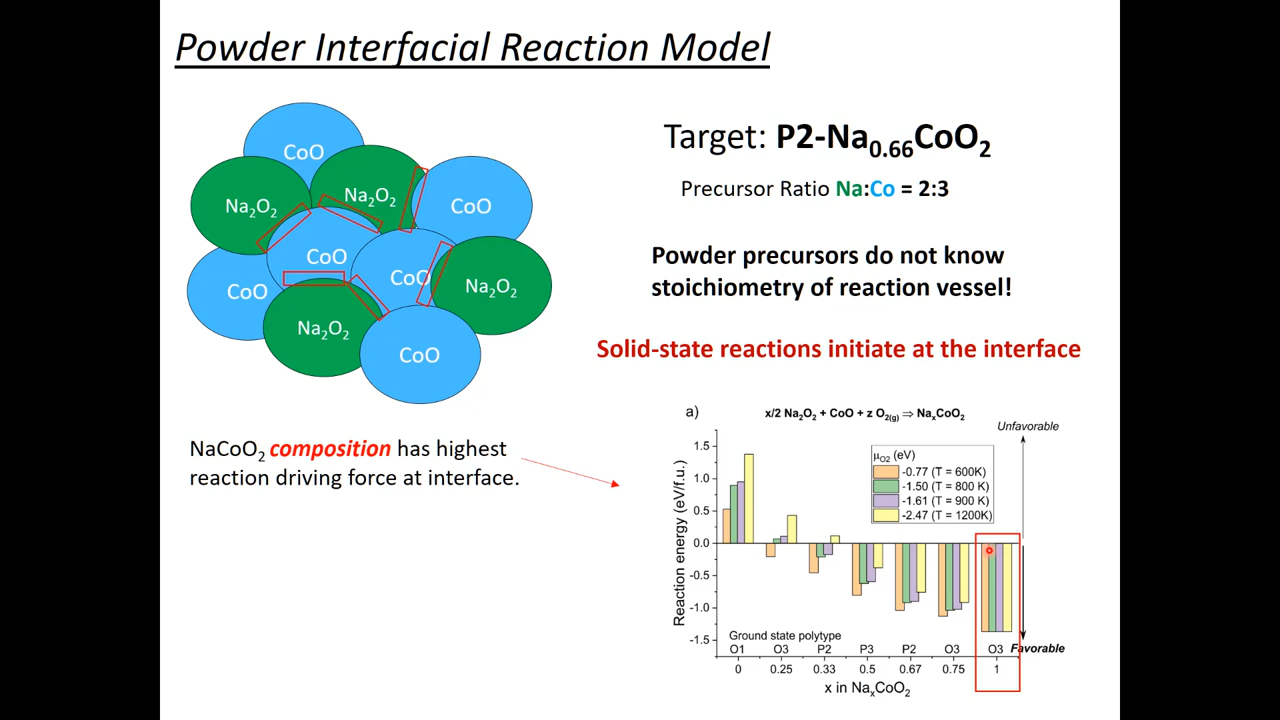 Powder Interfacial Reaction Model
CoO
Na₂O₂
Na₂O₂
CoO
CoO
CoO
CoO
Na₂O₂
Na₂O₂
CoO
Target: P2-Na₀.₆₆CoO₂
Precursor Ratio Na:Co = 2:3
Powder precursors do not know
stoichiometry of reaction vessel!
Solid-state reactions initiate at the interface
NaCoO₂ composition has highest
reaction driving force at interface.
a)
x/2 Na₂O₂ + CoO + z O₂₍g₎ ⇒ NaₓCoO₂
Unfavorable
μO2 (eV)
-0.77 (T = 600K)
-1.50 (T = 800 K)
-1.61 (T = 900 K)
-2.47 (T = 1200K)
Reaction energy (eV/f.u.)
1.5
1.0
0.5
0.0
-0.5
-1.0
-1.5
Ground state polytype
O1 O3 P2 P3 P2 O3 O3
Favorable
0 0.25 0.33 0.5 0.67 0.75 1
x in NaₓCoO₂